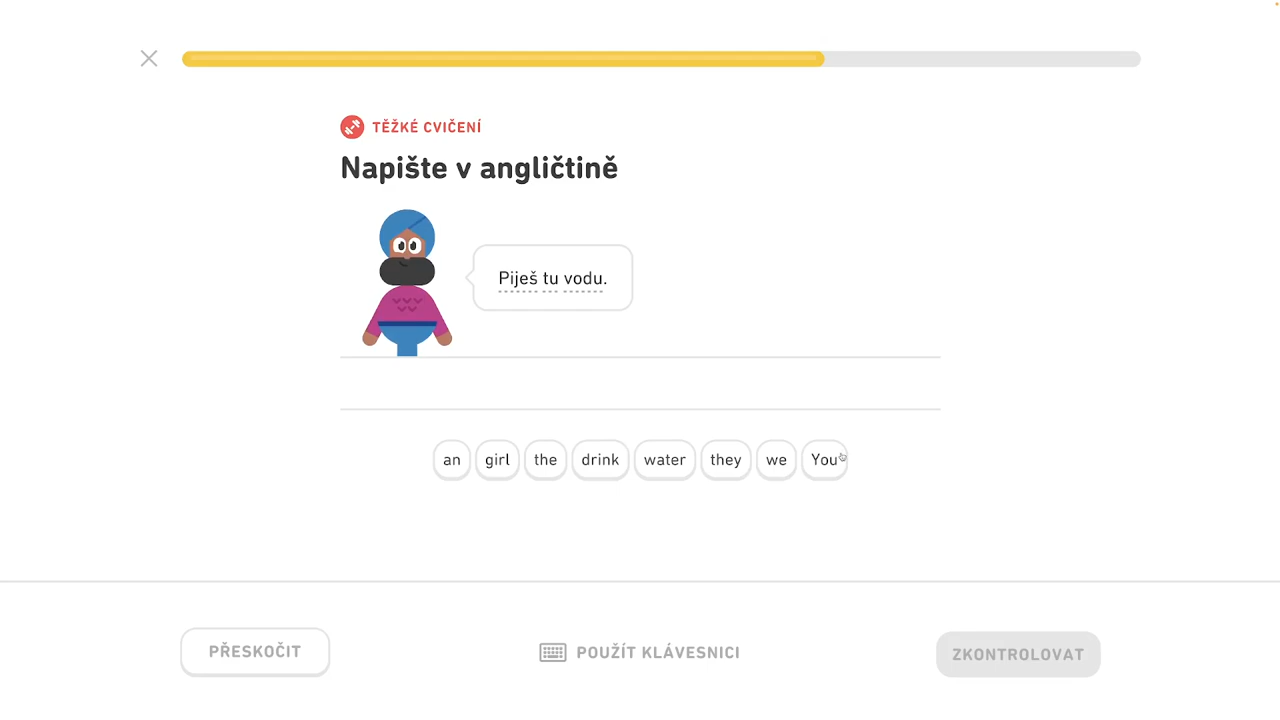 TĚŽKÉ CVIČENÍ
Napište v angličtině
Piješ tu vodu.
an girl the drink water they we You
PŘESKOČIT
POUŽÍT KLÁVESNICI
ZKONTROLOVAT